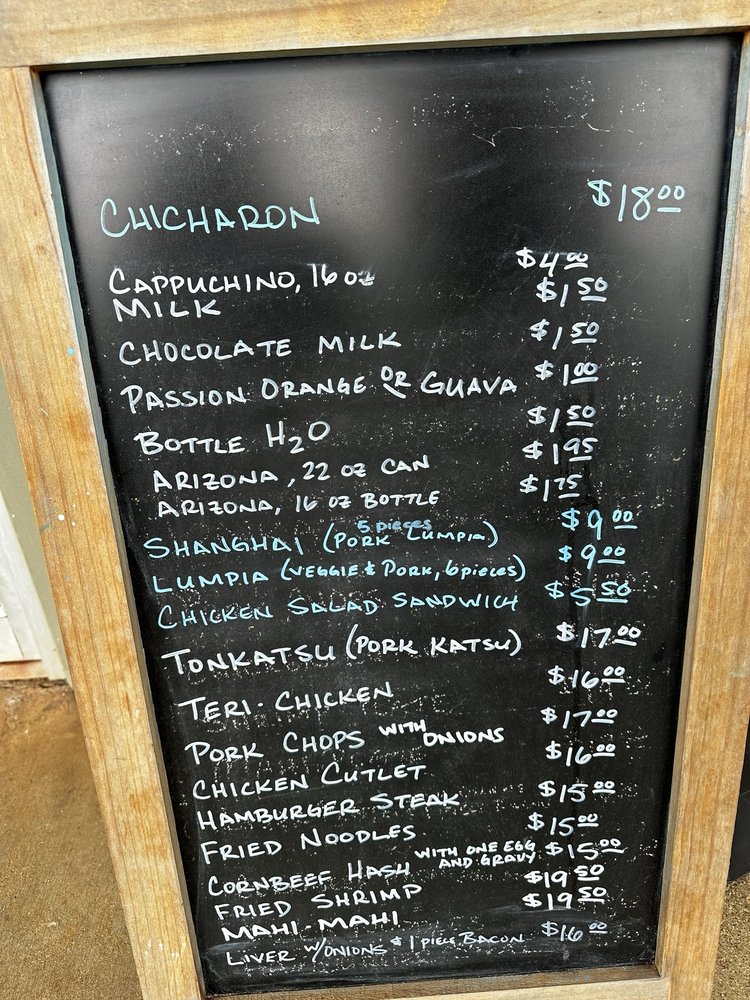 CHICHARON $18.00
CAPPUCHINO, 16 oz $4.00
MILK $1.50
CHOCOLATE MILK $1.50
PASSION ORANGE OR GUAVA $1.00
BOTTLE H2O $1.50
ARIZONA, 22 oz CAN $1.95
ARIZONA, 16 oz BOTTLE $1.75
5 pieces
SHANGHAI (PORK LUMPIA) $9.00
LUMPIA (VEGGIE & PORK, 6 pieces) $9.00
CHICKEN SALAD SANDWICH $5.50
TONKATSU (PORK KATSU) $17.00
TERI-CHICKEN $16.00
PORK CHOPS WITH ONIONS $17.00
CHICKEN CUTLET $16.00
HAMBURGER STEAK $15.00
FRIED NOODLES $15.00
CORNBEEF HASH WITH ONE EGG AND GRAVY $15.00
FRIED SHRIMP $19.50
MAHI-MAHI $19.50
LIVER W/ONIONS & 1 PIECE BACON $16.00